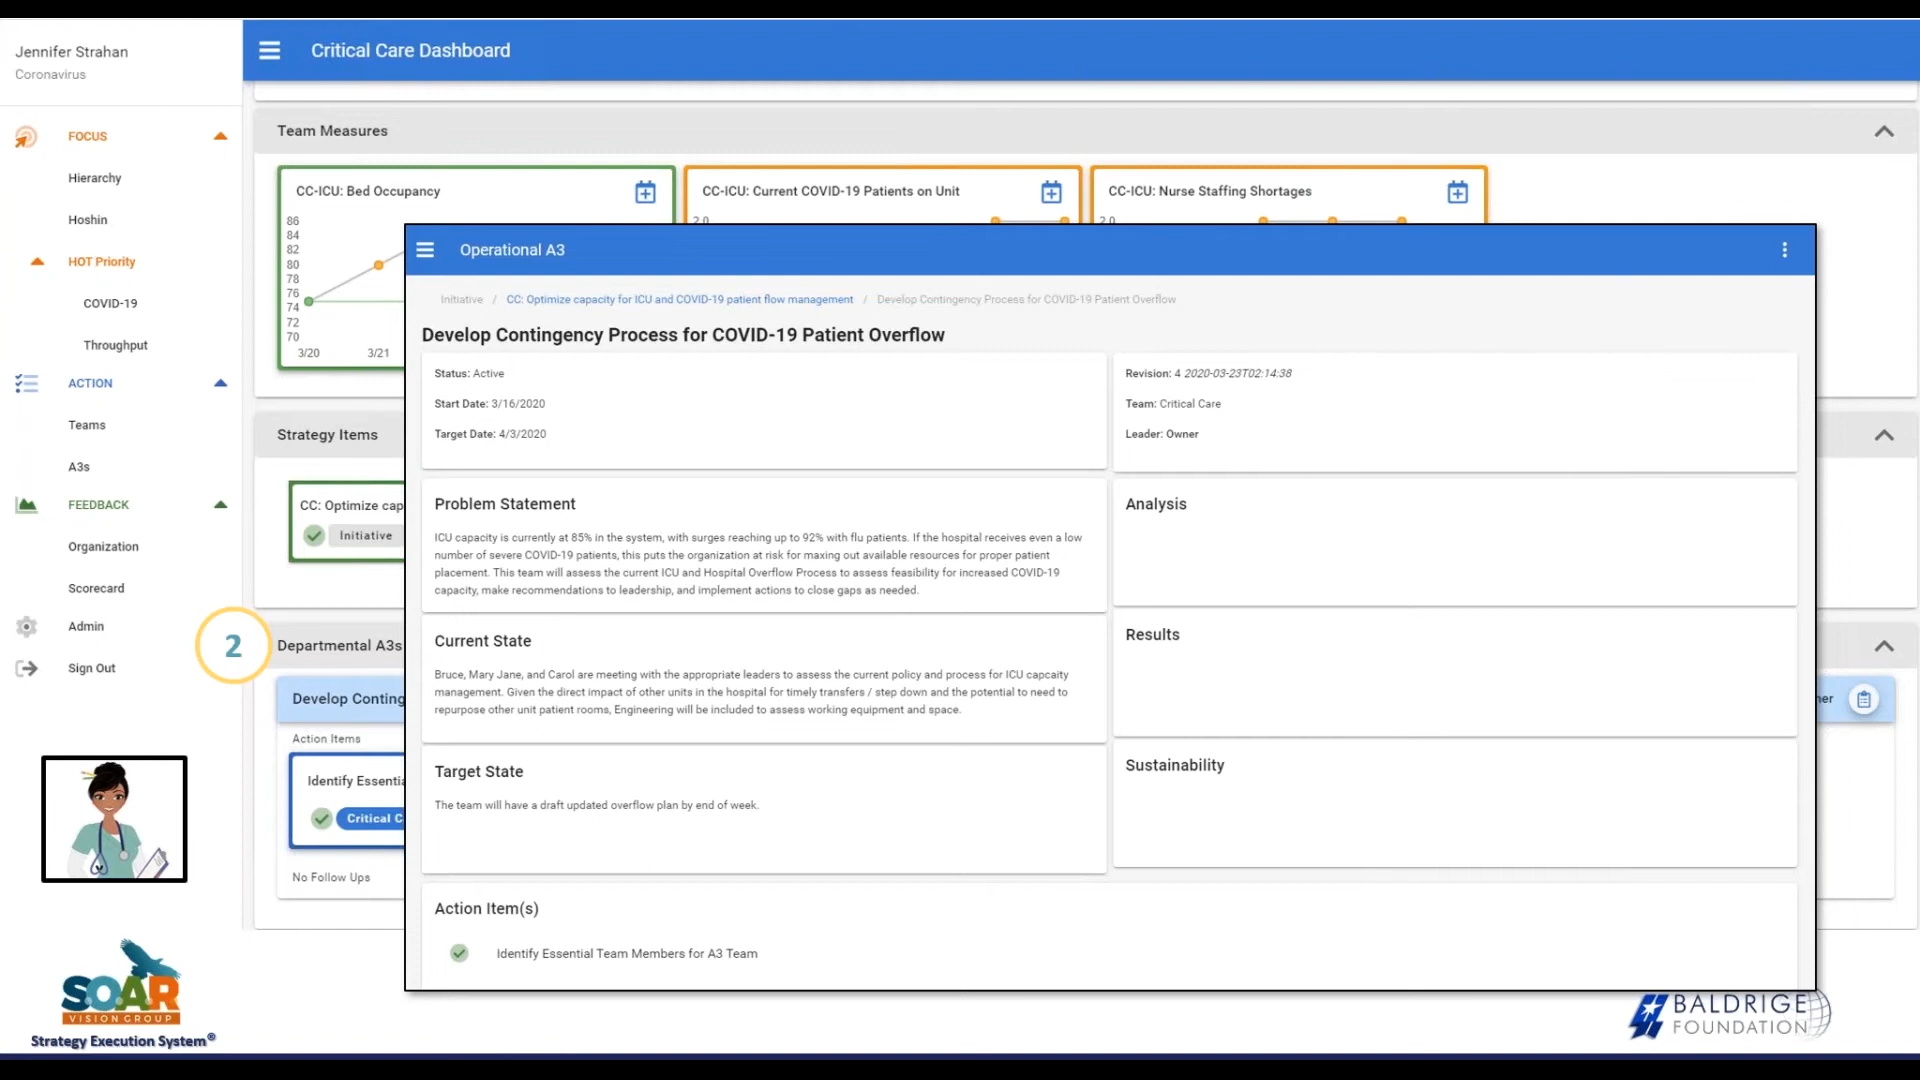 Jennifer Strahan
Coronavirus
FOCUS
Hierarchy
Hoshin
HOT Priority
COVID-19
Throughput
ACTION
Teams
A3s
FEEDBACK
Organization
Scorecard
Admin
Sign Out
SOAR
VISION GROUP
Strategy Execution System®
Critical Care Dashboard
Team Measures
CC-ICU: Bed Occupancy
86
84
82
80
78
76
74
72
70
3/20
3/21
CC-ICU: Current COVID-19 Patients on Unit
2.0
CC-ICU: Nurse Staffing Shortages
2.0
Strategy Items
CC: Optimize cap
Initiative
2
Departmental A3s
Develop Conting
Action Items
Identify Essentia
Critical C
No Follow Ups
ner
Operational A3
Initiative / CC: Optimize capacity for ICU and COVID-19 patient flow management / Develop Contingency Process for COVID-19 Patient Overflow
Develop Contingency Process for COVID-19 Patient Overflow
Status: Active
Start Date: 3/16/2020
Target Date: 4/3/2020
Revision: 4 2020-03-23T02:14:38
Team: Critical Care
Leader: Owner
Problem Statement
ICU capacity is currently at 85% in the system, with surges reaching up to 92% with flu patients. If the hospital receives even a low
number of severe COVID-19 patients, this puts the organization at risk for maxing out available resources for proper patient
placement. This team will assess the current ICU and Hospital Overflow Process to assess feasibility for increased COVID-19
capacity, make recommendations to leadership, and implement actions to close gaps as needed.
Analysis
Current State
Bruce, Mary Jane, and Carol are meeting with the appropriate leaders to assess the current policy and process for ICU capcaity
management. Given the direct impact of other units in the hospital for timely transfers / step down and the potential to need to
repurpose other unit patient rooms, Engineering will be included to assess working equipment and space.
Results
Target State
The team will have a draft updated overflow plan by end of week.
Sustainability
Action Item(s)
Identify Essential Team Members for A3 Team
BALDRIGE
FOUNDATION